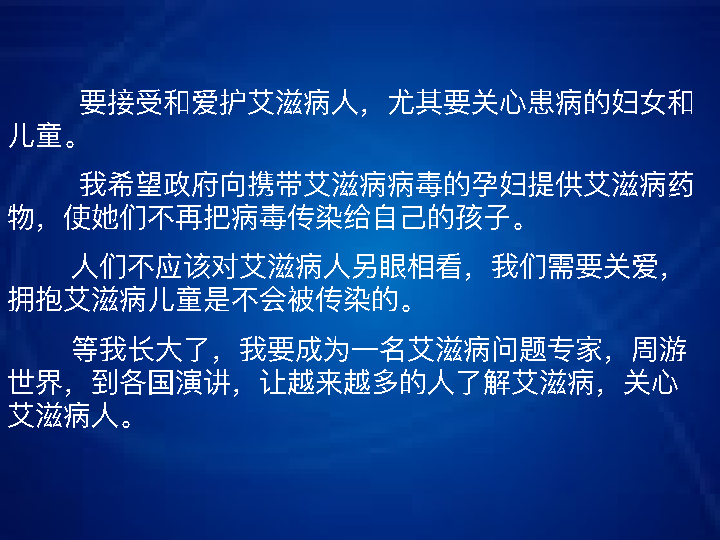 要接受和爱护艾滋病人，尤其要关心患病的妇女和
儿童。
我希望政府向携带艾滋病病毒的孕妇提供艾滋病药
物，使她们不再把病毒传染给自己的孩子。
人们不应该对艾滋病人另眼相看，我们需要关爱，
拥抱艾滋病儿童是不会被传染的。
等我长大了，我要成为一名艾滋病问题专家，周游
世界，到各国演讲，让越来越多的人了解艾滋病，关心
艾滋病人。